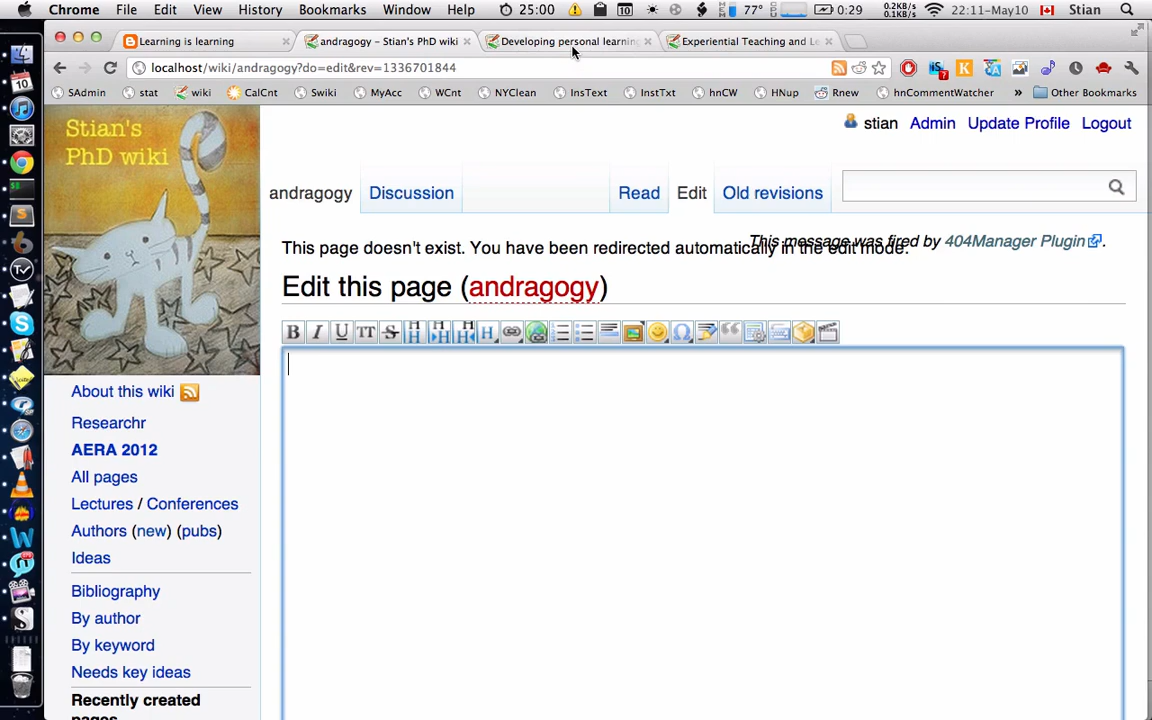 Chrome File Edit View History Bookmarks Window Help 25:00 77° 0:29 0.2KB/s 0.1KB/s 22:11-May10 Stian
Learning is learning andragogy – Stian's PhD wiki Developing personal learning Experiential Teaching and Le
localhost/wiki/andragogy?do=edit&rev=1336701844
SAdmin stat wiki CalCnt Swiki MyAcc WCnt NYClean InsText InstTxt hnCW HNup Rnew hnCommentWatcher » Other Bookmarks
Stian's
PhD wiki
stian Admin Update Profile Logout
andragogy Discussion Read Edit Old revisions
This message was fired by 404Manager Plugin.
This page doesn't exist. You have been redirected automatically in the edit mode.
Edit this page (andragogy)
About this wiki
Researchr
AERA 2012
All pages
Lectures / Conferences
Authors (new) (pubs)
Ideas
Bibliography
By author
By keyword
Needs key ideas
Recently created
pages